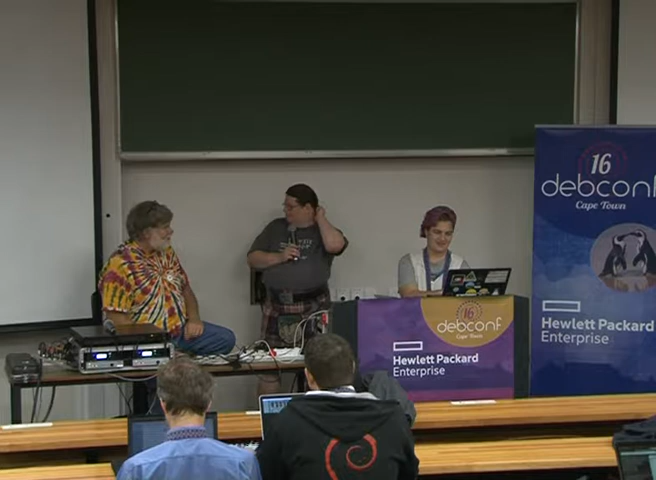 16
debconf
Cape Town
Hewlett Packard
Enterprise
16
debconf
Cape Town
Hewlett Packard
Enterprise